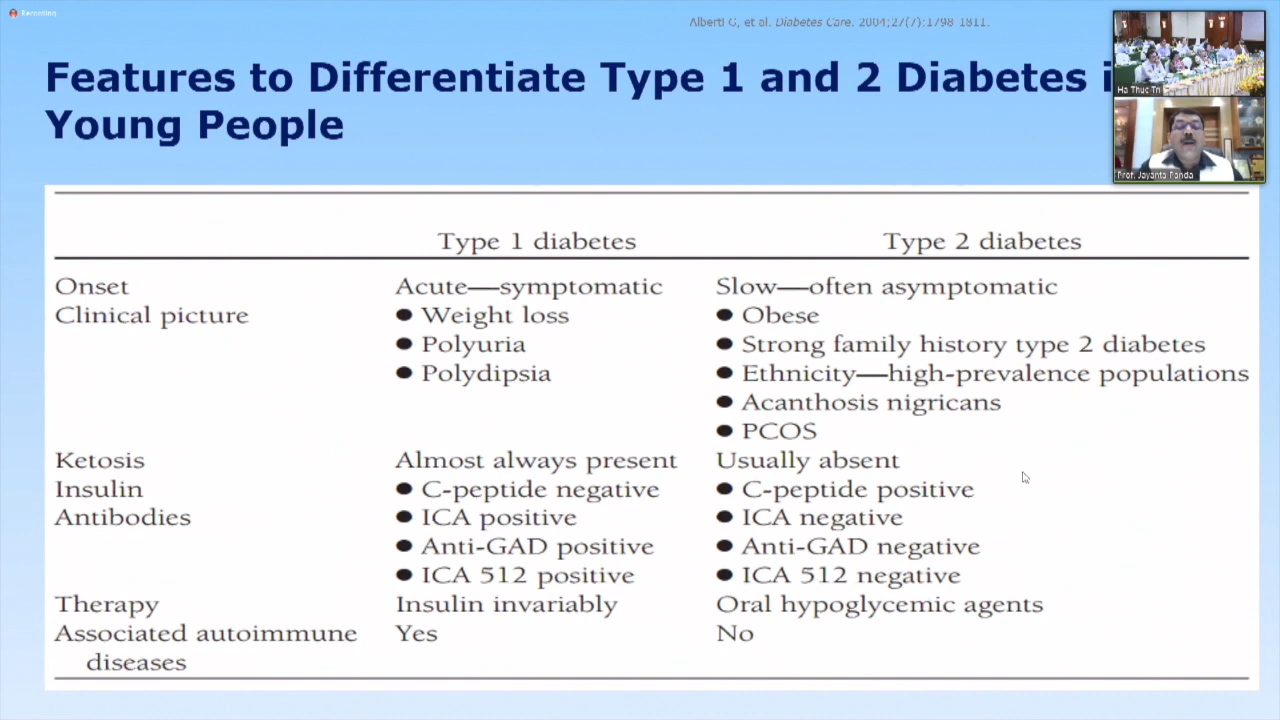 Recording
Alberti G, et al. Diabetes Care. 2004;27(7):1798-1811.
Features to Differentiate Type 1 and 2 Diabetes i
Young People
Ha Thuc Tri
Prof. Jayanta Panda
Type 1 diabetes Type 2 diabetes
Onset Acute—symptomatic Slow—often asymptomatic
Clinical picture ● Weight loss ● Obese
● Polyuria ● Strong family history type 2 diabetes
● Polydipsia ● Ethnicity—high-prevalence populations
● Acanthosis nigricans
● PCOS
Ketosis Almost always present Usually absent
Insulin ● C-peptide negative ● C-peptide positive
Antibodies ● ICA positive ● ICA negative
● Anti-GAD positive ● Anti-GAD negative
● ICA 512 positive ● ICA 512 negative
Therapy Insulin invariably Oral hypoglycemic agents
Associated autoimmune Yes No
diseases